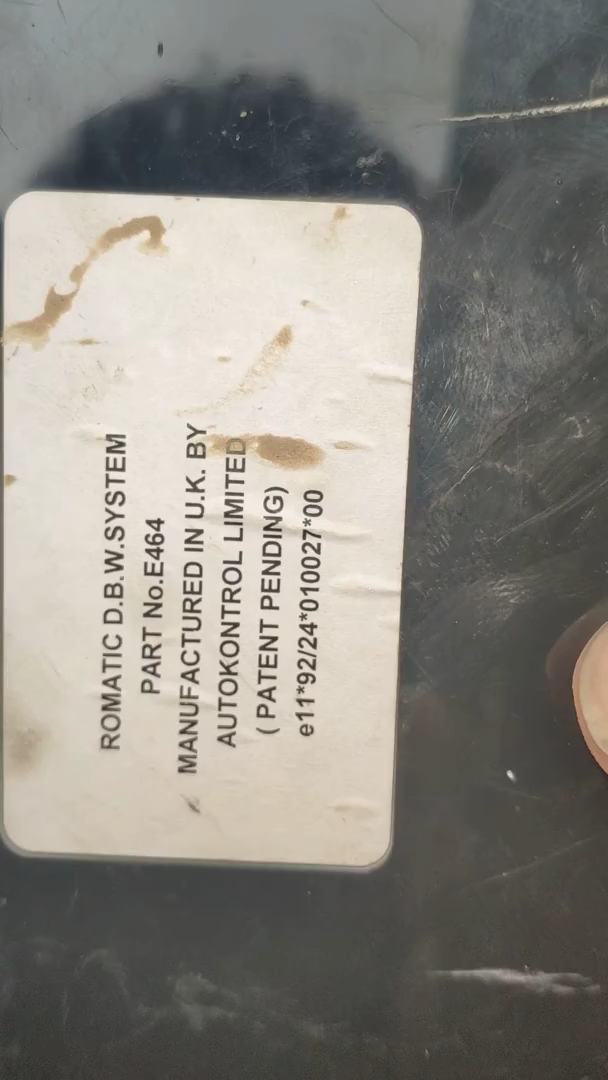 ROMATIC D.B.W.SYSTEM
PART No.E464
MANUFACTURED IN U.K. BY
AUTOKONTROL LIMITED
( PATENT PENDING)
e11*92/24*010027*00